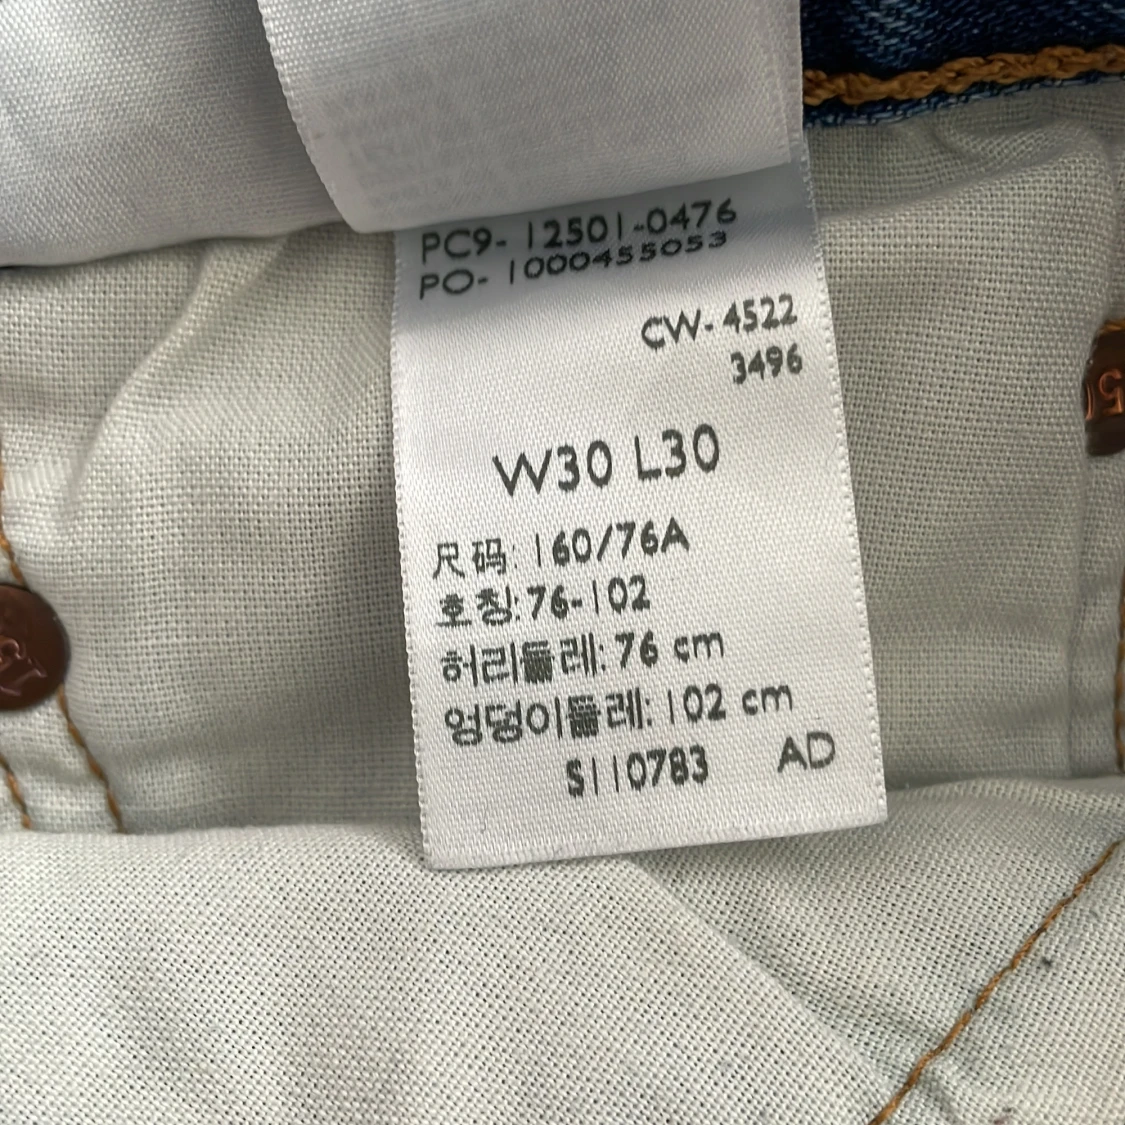 PC9- 12501-0476
PO- 1000455053
CW- 4522
3496
W30 L30
尺码: 160/76A
호칭: 76-102
허리둘레: 76 cm
엉덩이둘레: 102 cm
S110783 AD